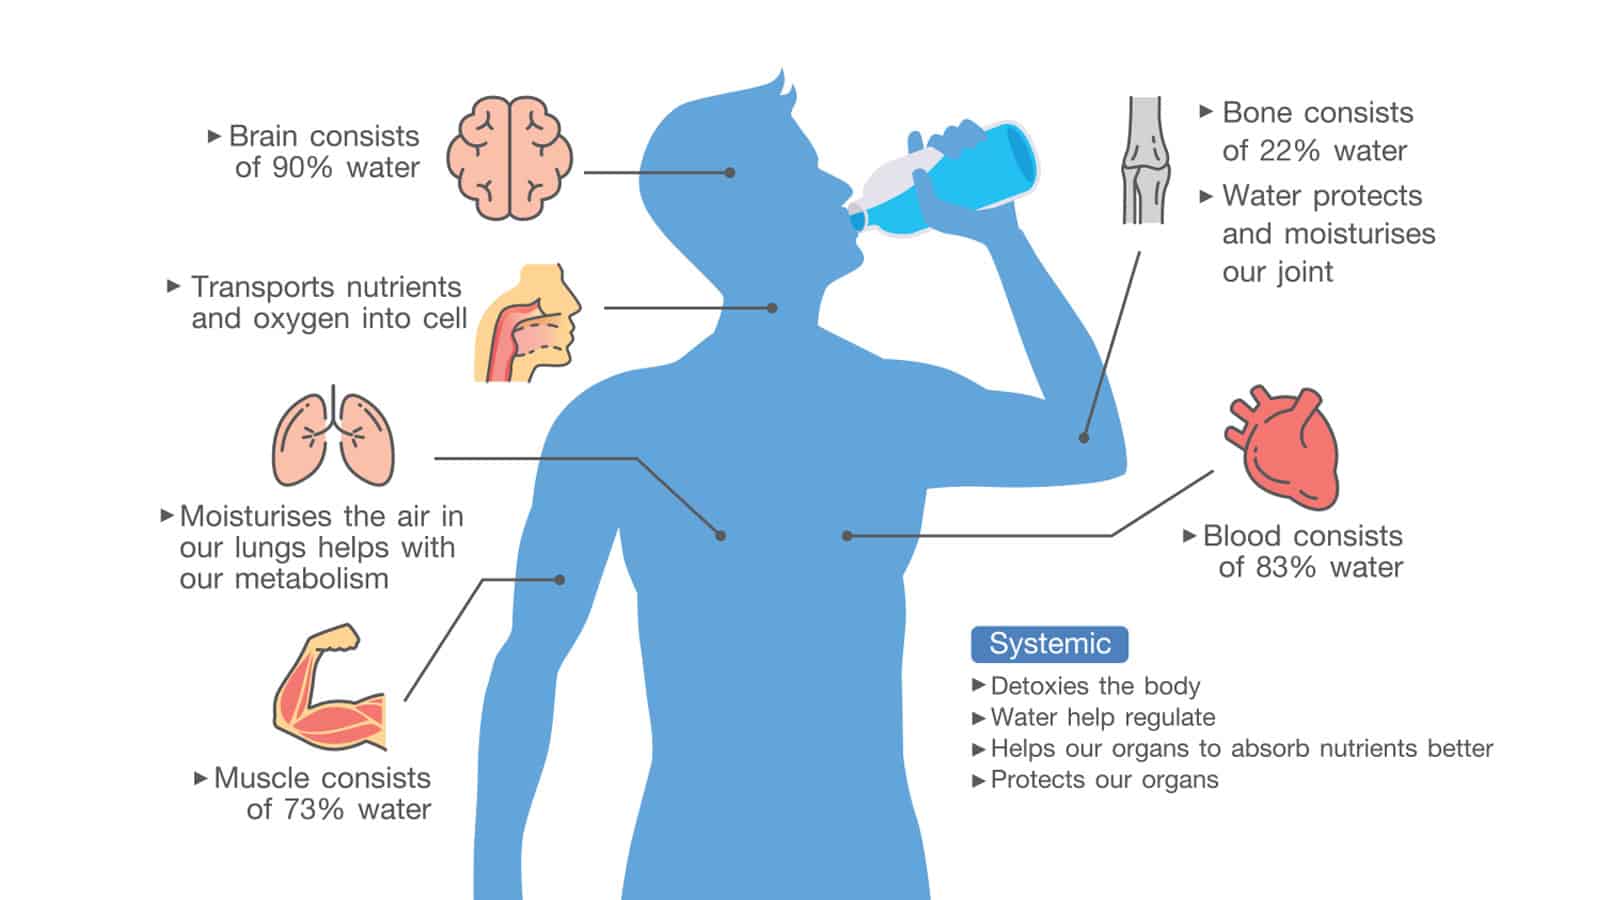 ▶ Brain consists
of 90% water
▶ Transports nutrients
and oxygen into cell
▶ Moisturises the air in
our lungs helps with
our metabolism
▶ Muscle consists
of 73% water
▶ Bone consists
of 22% water
▶ Water protects
and moisturises
our joint
▶ Blood consists
of 83% water
Systemic
▶ Detoxies the body
▶ Water help regulate
▶ Helps our organs to absorb nutrients better
▶ Protects our organs